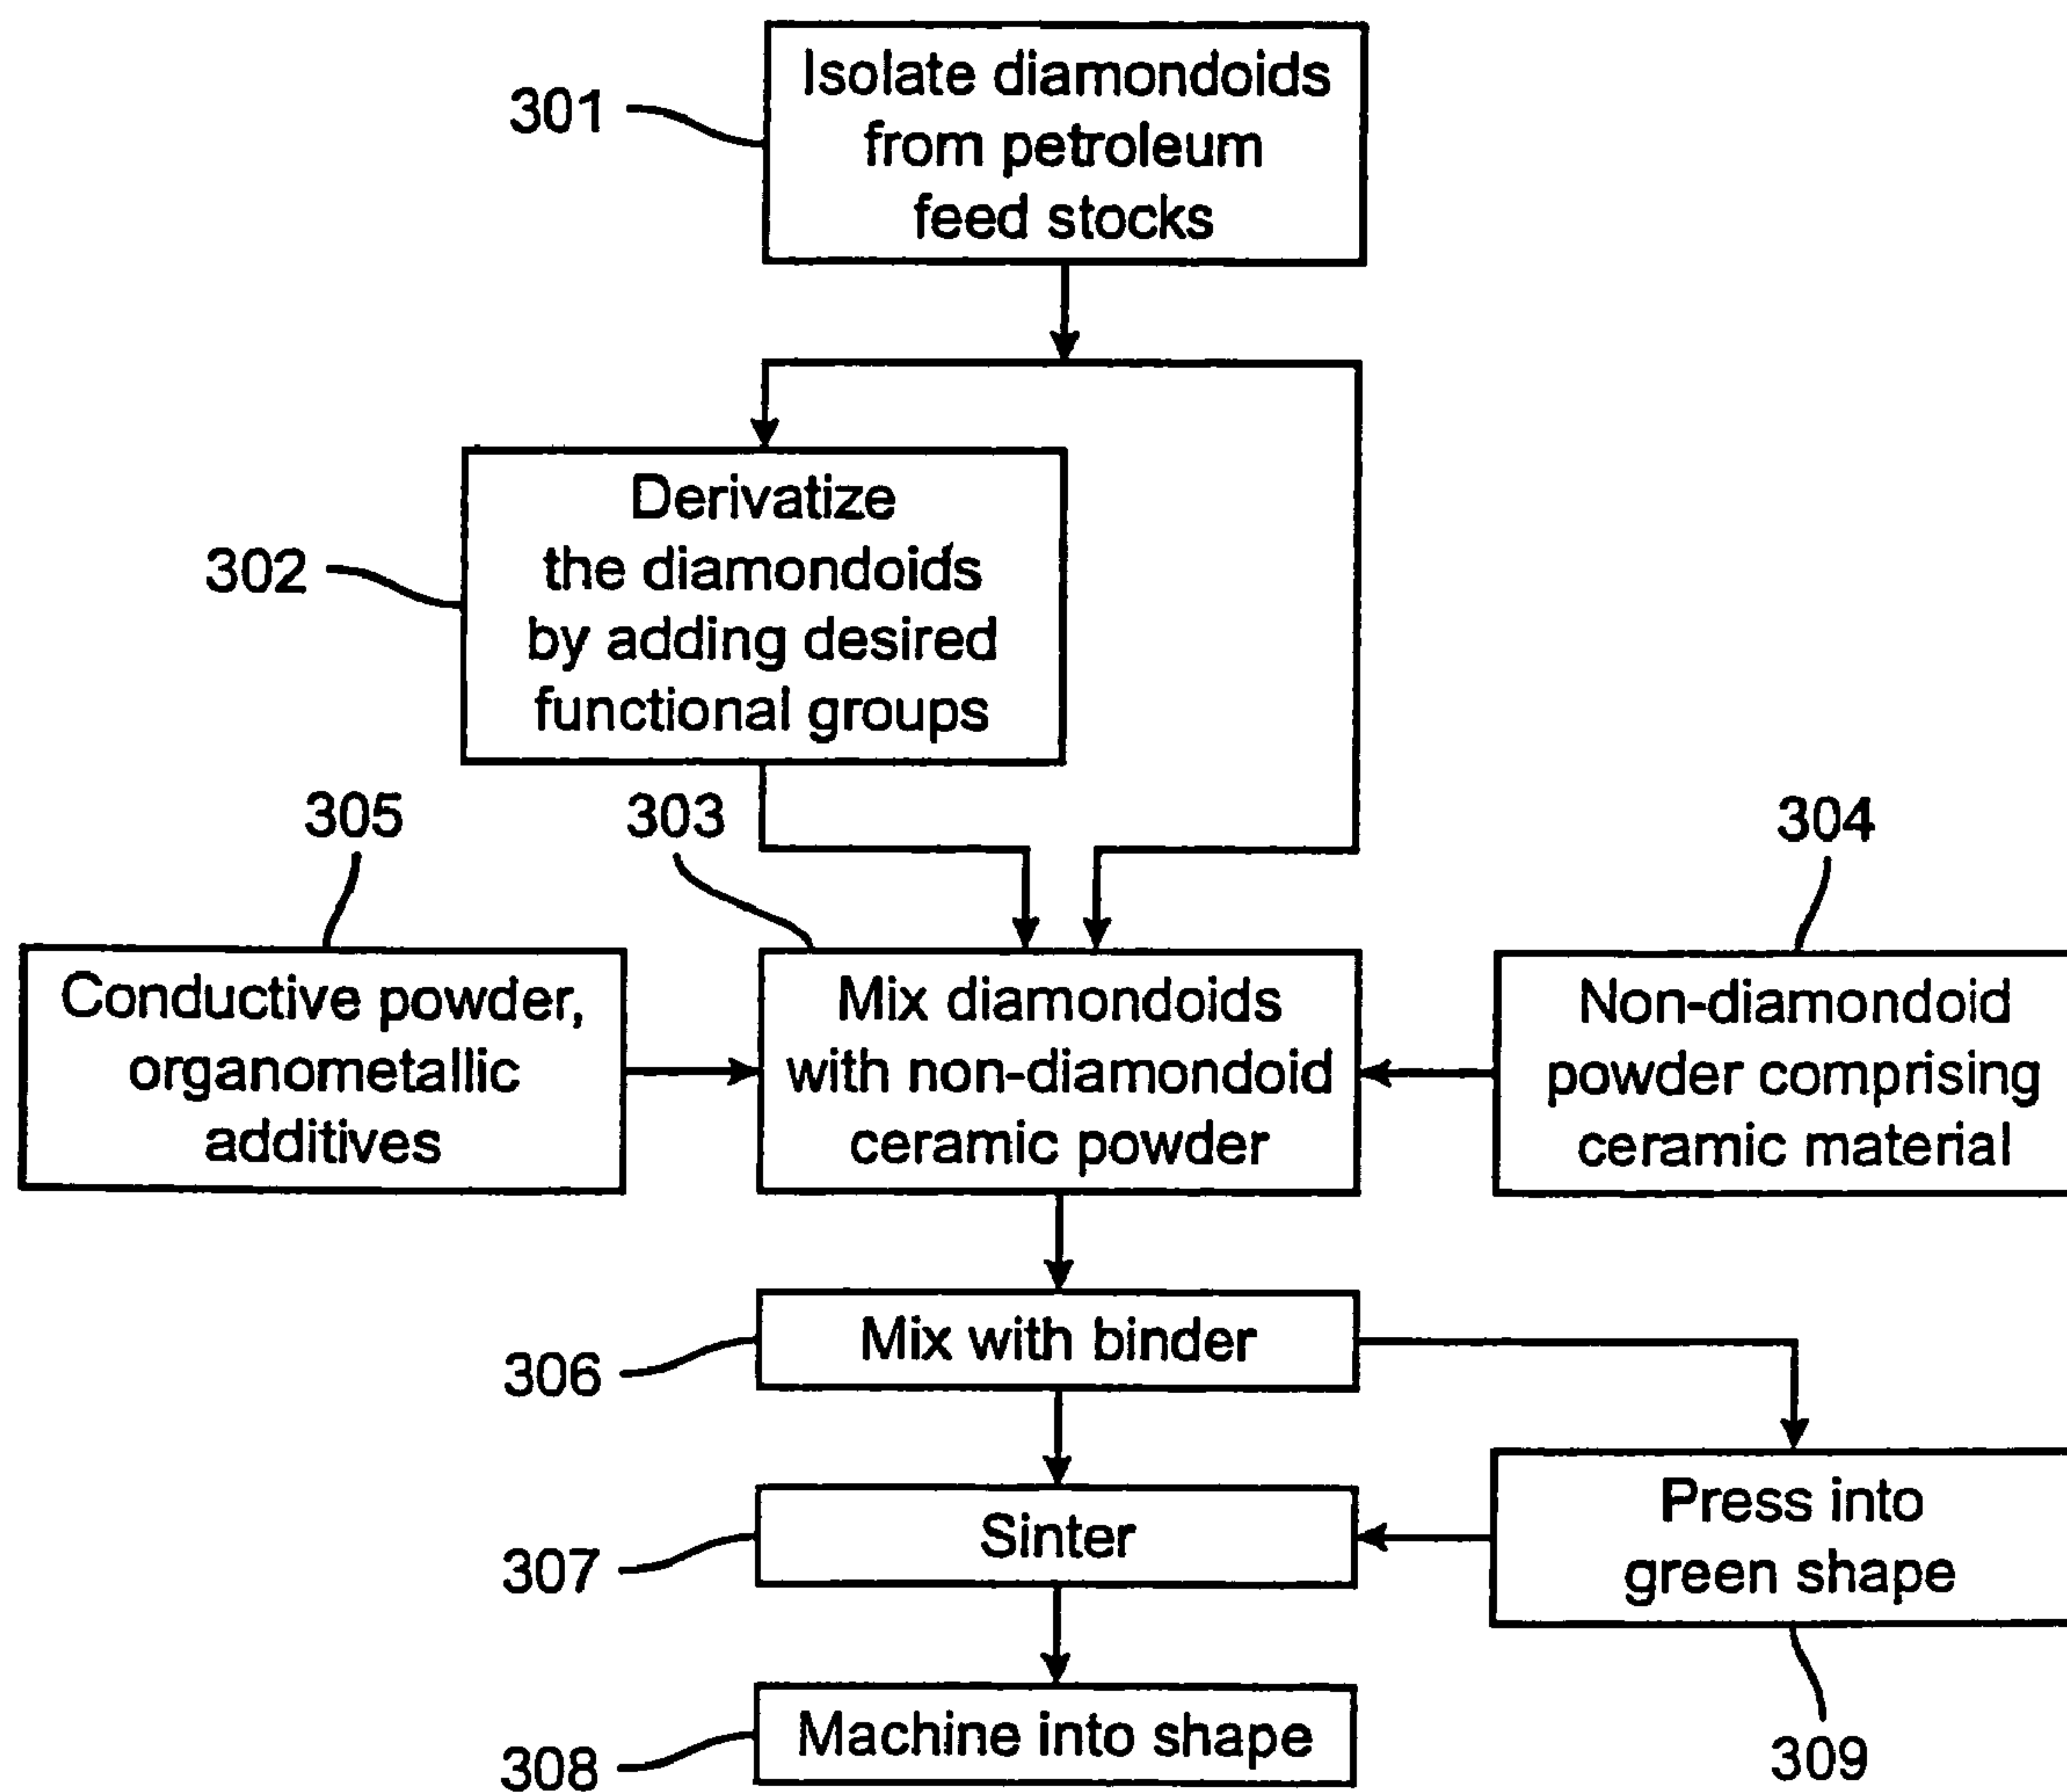 301
Isolate diamondoids
from petroleum
feed stocks
302
Derivatize
the diamondoids
by adding desired
functional groups
305
303
304
Conductive powder,
organometallic
additives
Mix diamondoids
with non-diamondoid
ceramic powder
Non-diamondoid
powder comprising
ceramic material
306
Mix with binder
307
Sinter
Press into
green shape
308
Machine into shape
309